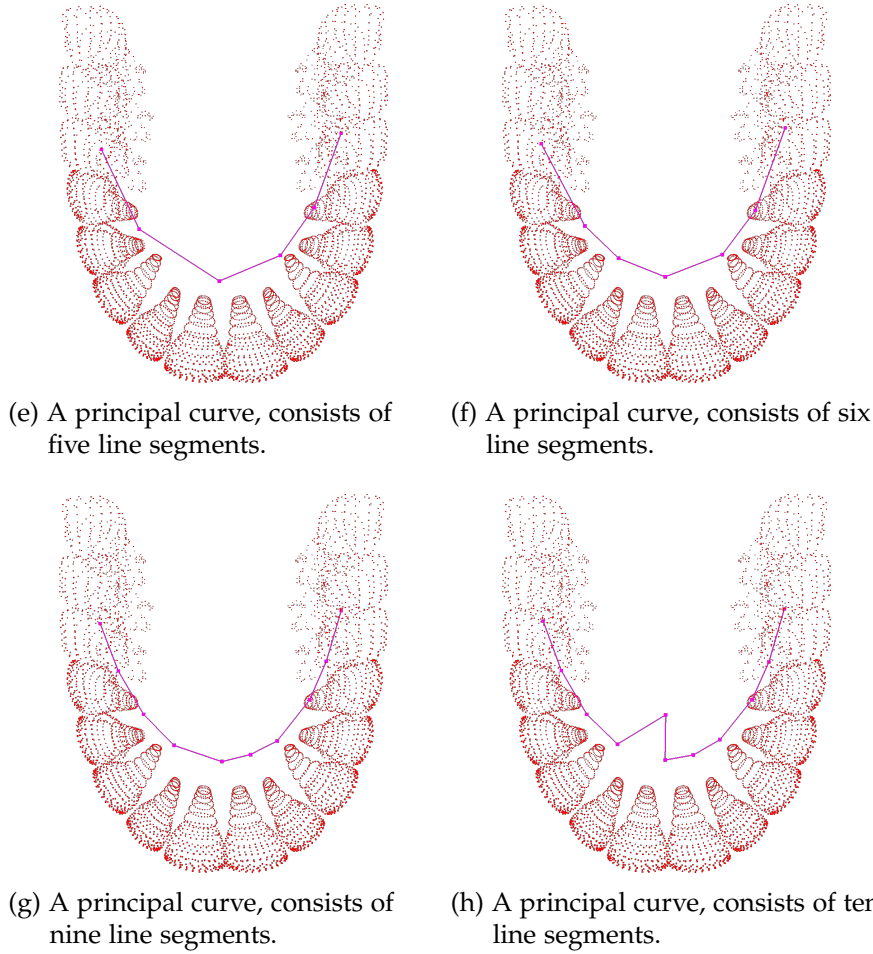 (e) A principal curve, consists of
five line segments.
(f) A principal curve, consists of six
line segments.
(g) A principal curve, consists of
nine line segments.
(h) A principal curve, consists of ten
line segments.